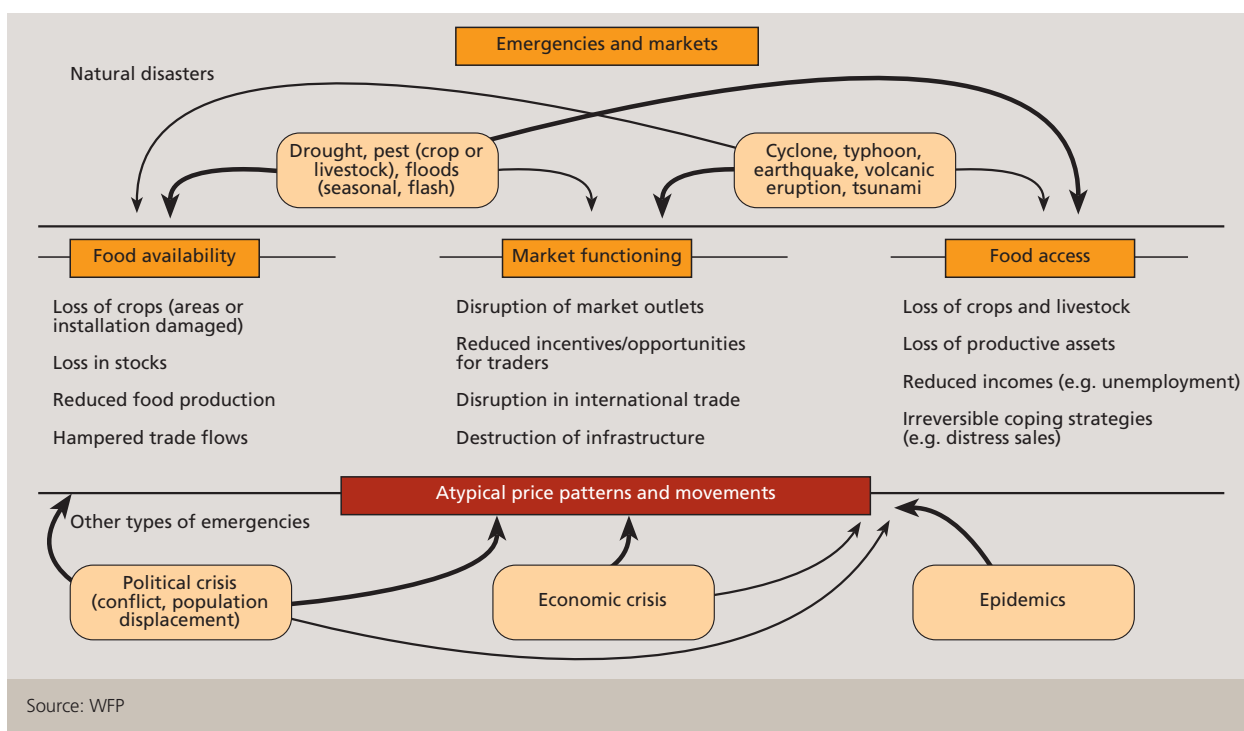 Emergencies and markets
Natural disasters
Drought, pest (crop or
livestock), floods
(seasonal, flash)
Cyclone, typhoon,
earthquake, volcanic
eruption, tsunami
Food availability
Loss of crops (areas or
installation damaged)
Loss in stocks
Reduced food production
Hampered trade flows
Market functioning
Disruption of market outlets
Reduced incentives/opportunities
for traders
Disruption in international trade
Destruction of infrastructure
Food access
Loss of crops and livestock
Loss of productive assets
Reduced incomes (e.g. unemployment)
Irreversible coping strategies
(e.g. distress sales)
Atypical price patterns and movements
Other types of emergencies
Political crisis
(conflict, population
displacement)
Economic crisis
Epidemics
Source: WFP